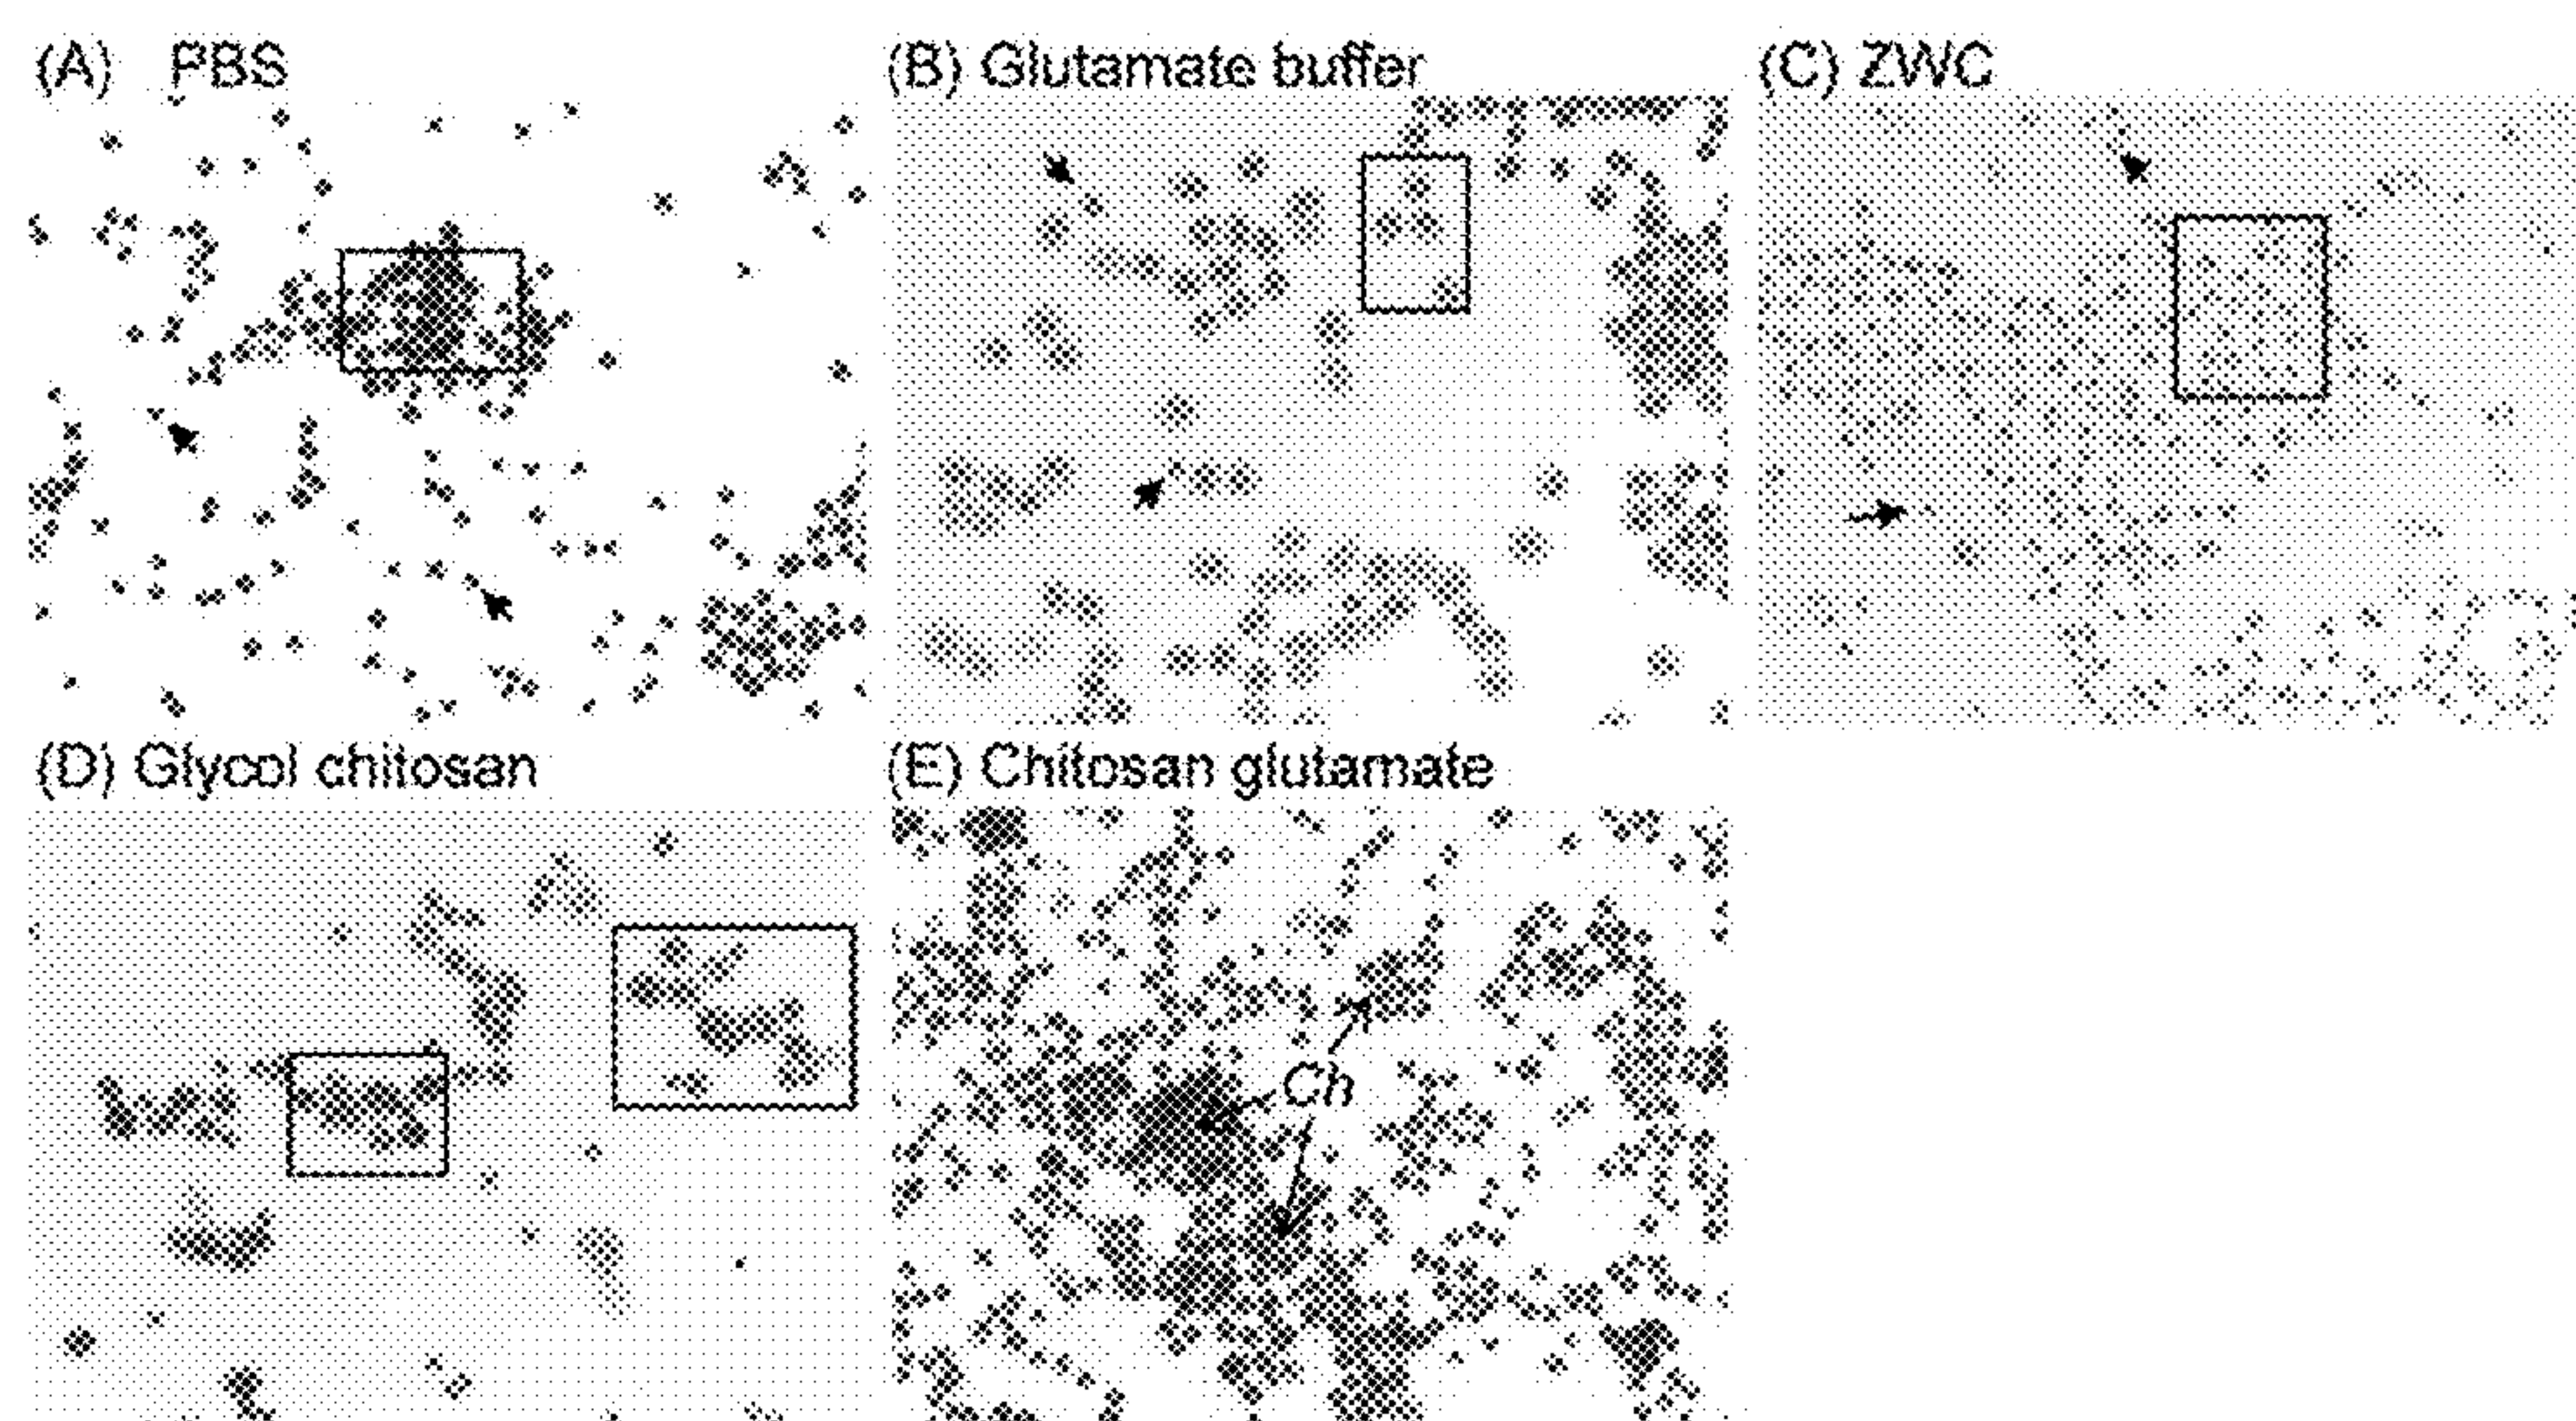 (A) PBS
(B) Glutamate buffer
(C) ZWC
(D) Glycol chitosan
(E) Chitosan glutamate
Ch